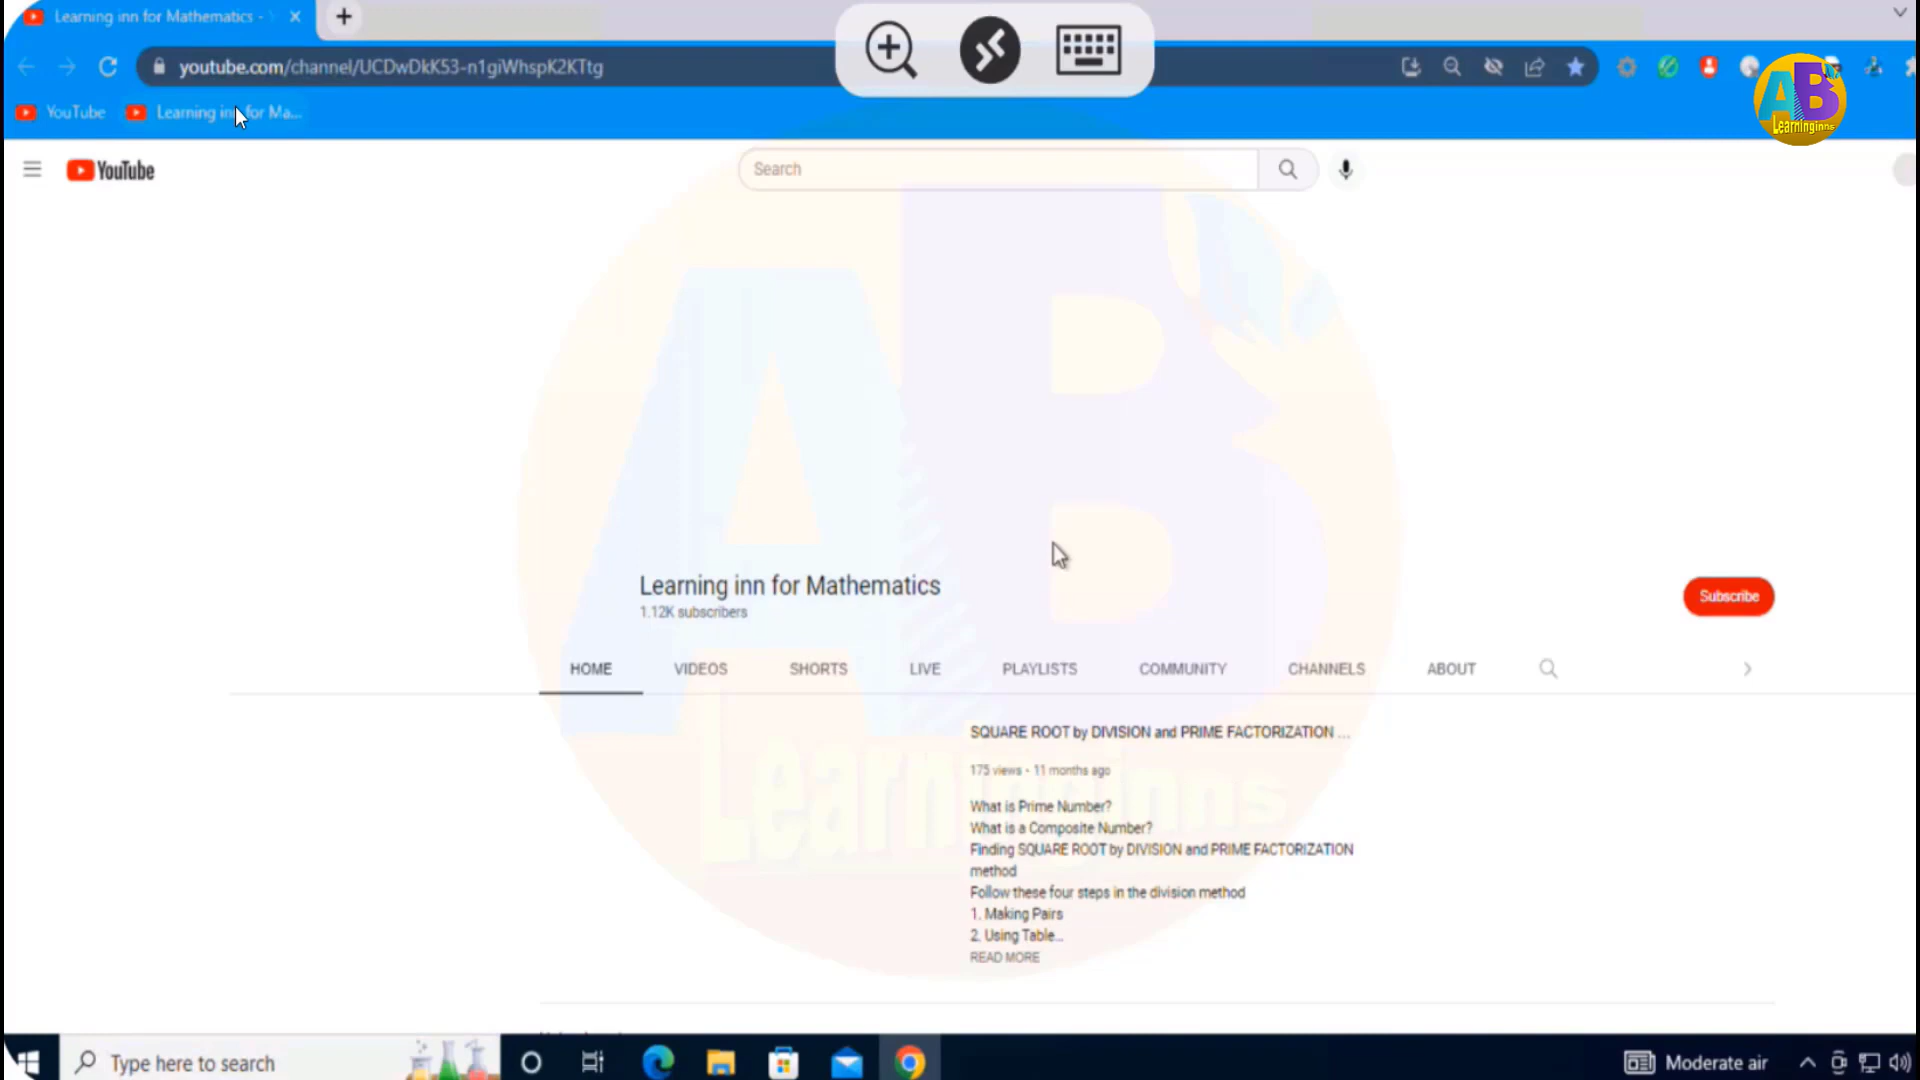 Learning inn for Mathematics -
youtube.com/channel/UCDwDkK53-n1giWhspK2KTtg
YouTube
Learning inn for Ma...
AB
Learninginns
YouTube
Search
Learning inn for Mathematics
1.12K subscribers
Subscribe
HOME
VIDEOS
SHORTS
LIVE
PLAYLISTS
COMMUNITY
CHANNELS
ABOUT
SQUARE ROOT by DIVISION and PRIME FACTORIZATION ...
175 views • 11 months ago
What is Prime Number?
What is a Composite Number?
Finding SQUARE ROOT by DIVISION and PRIME FACTORIZATION
method
Follow these four steps in the division method
1. Making Pairs
2. Using Table...
READ MORE
AB
Learninginns
Type here to search
Moderate air